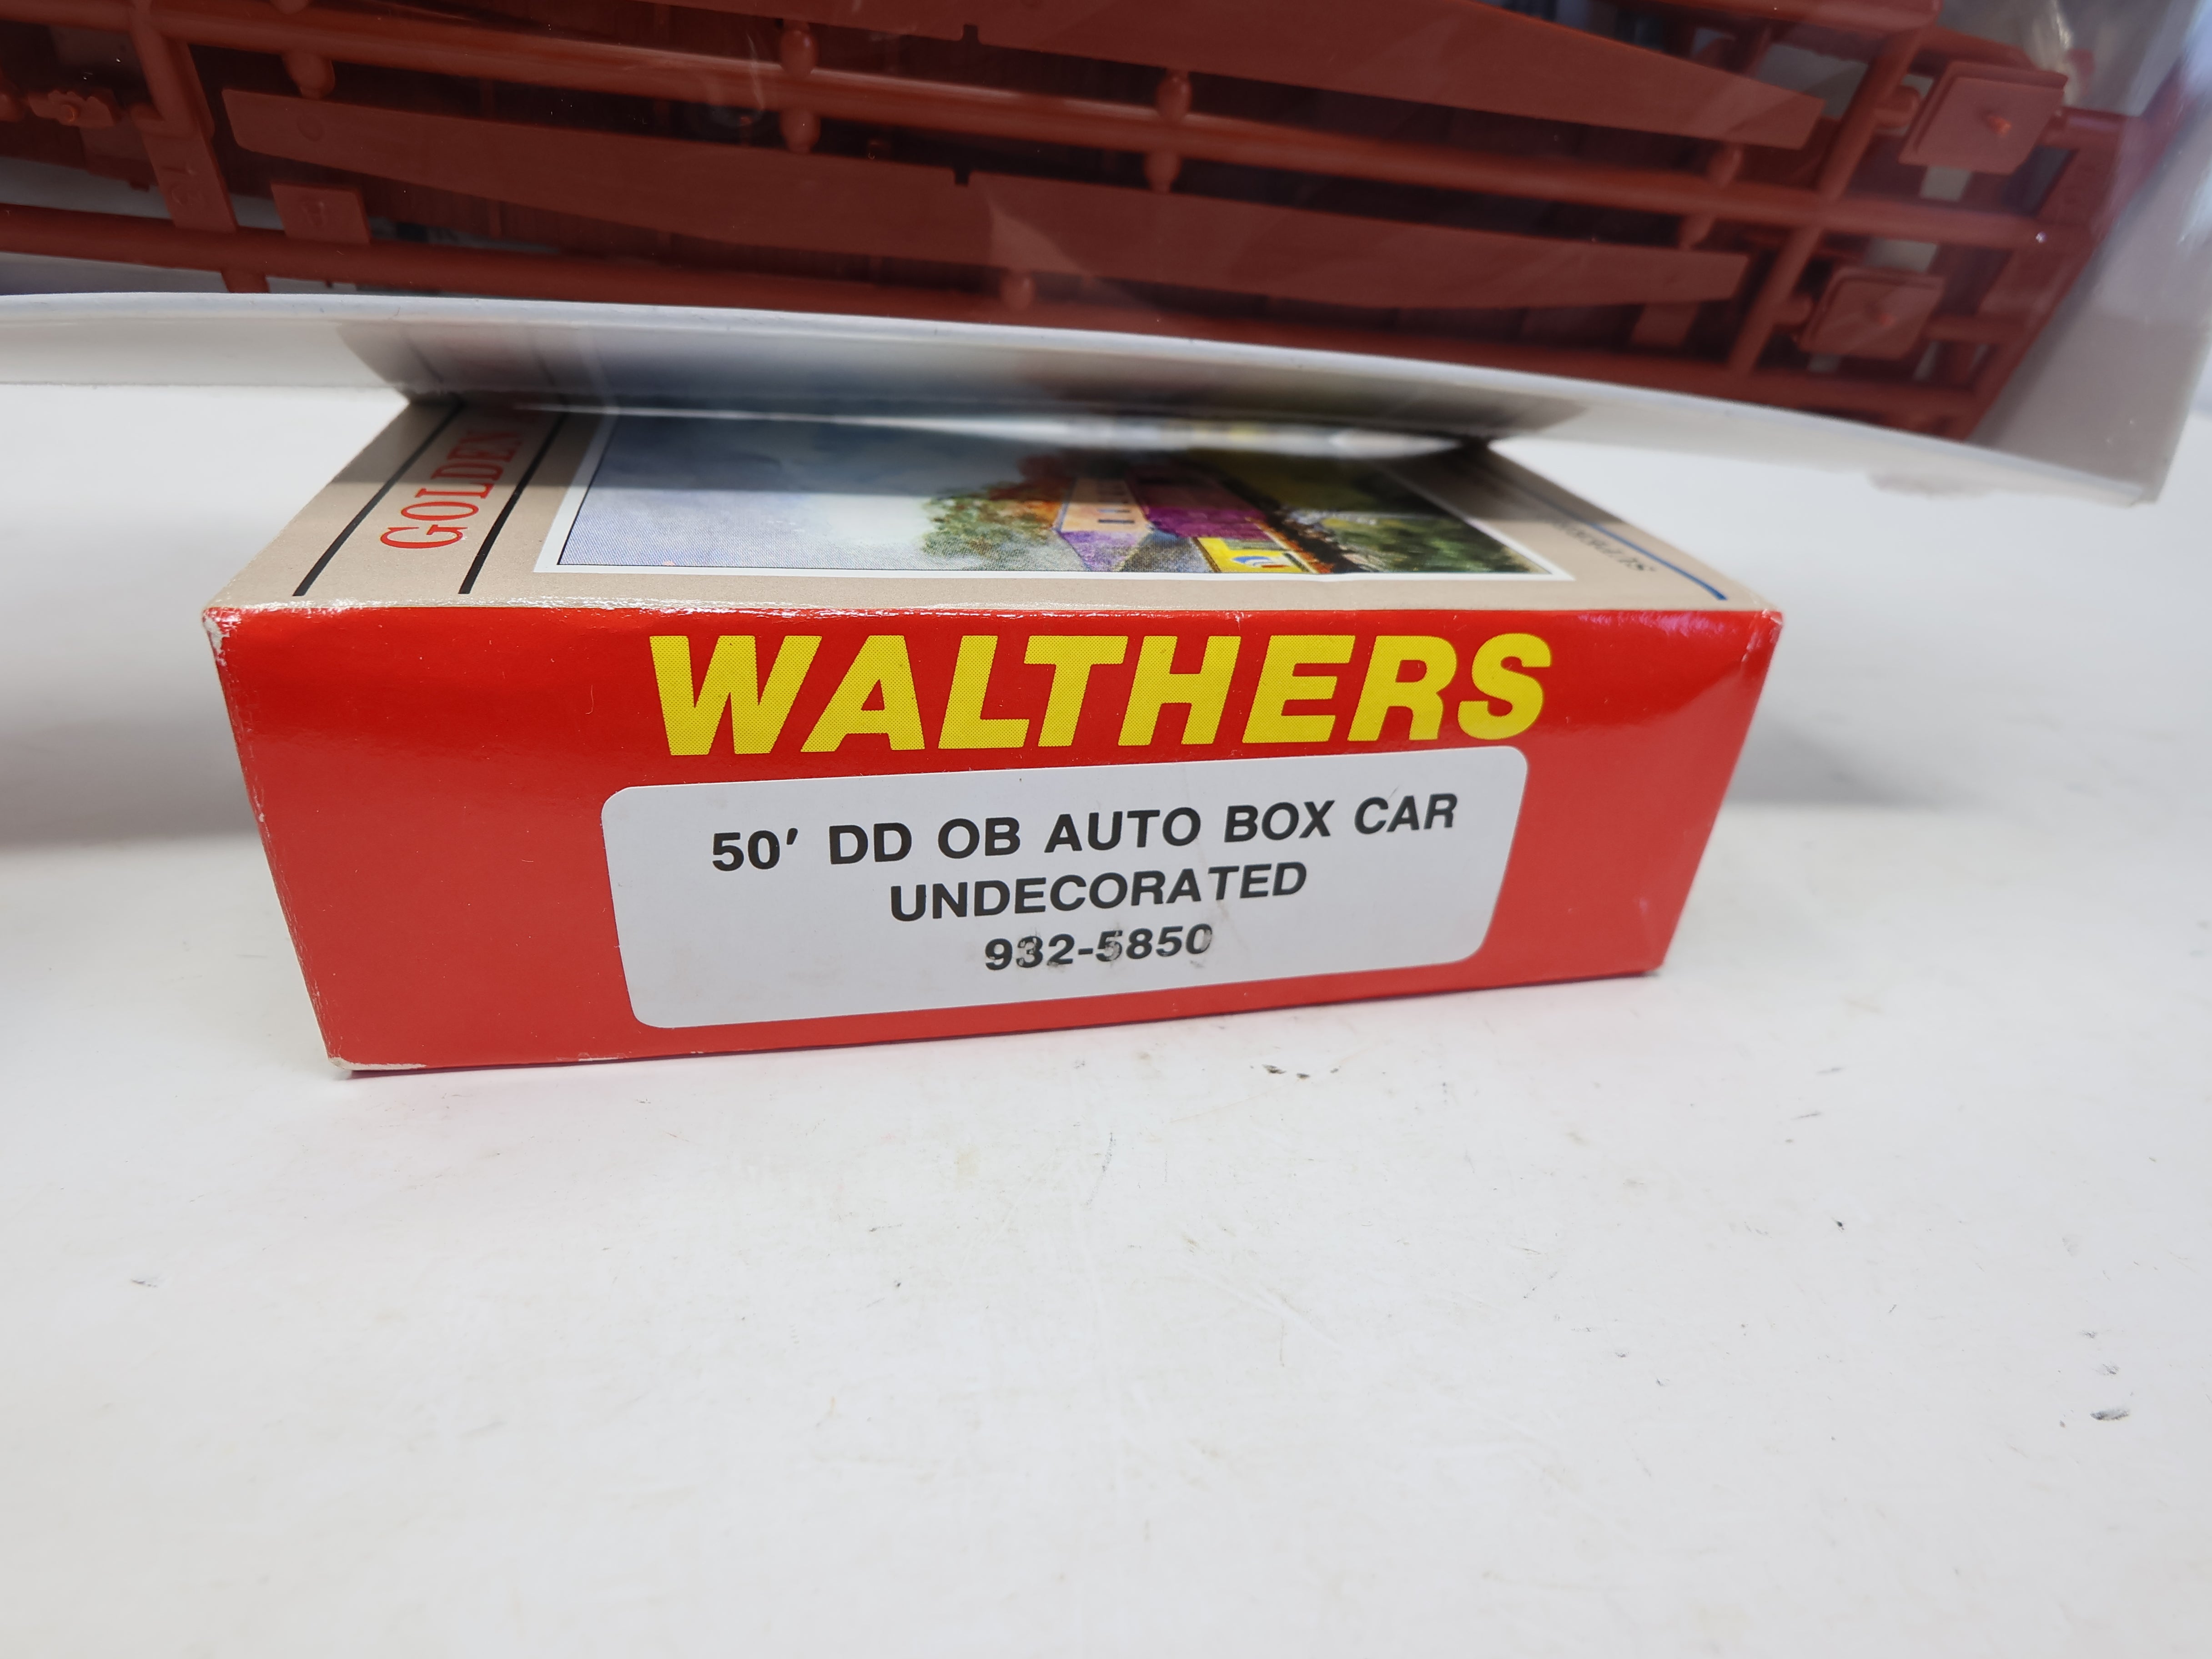 GOLDEN
WALTHERS
50' DD OB AUTO BOX CAR
UNDECORATED
932-5850